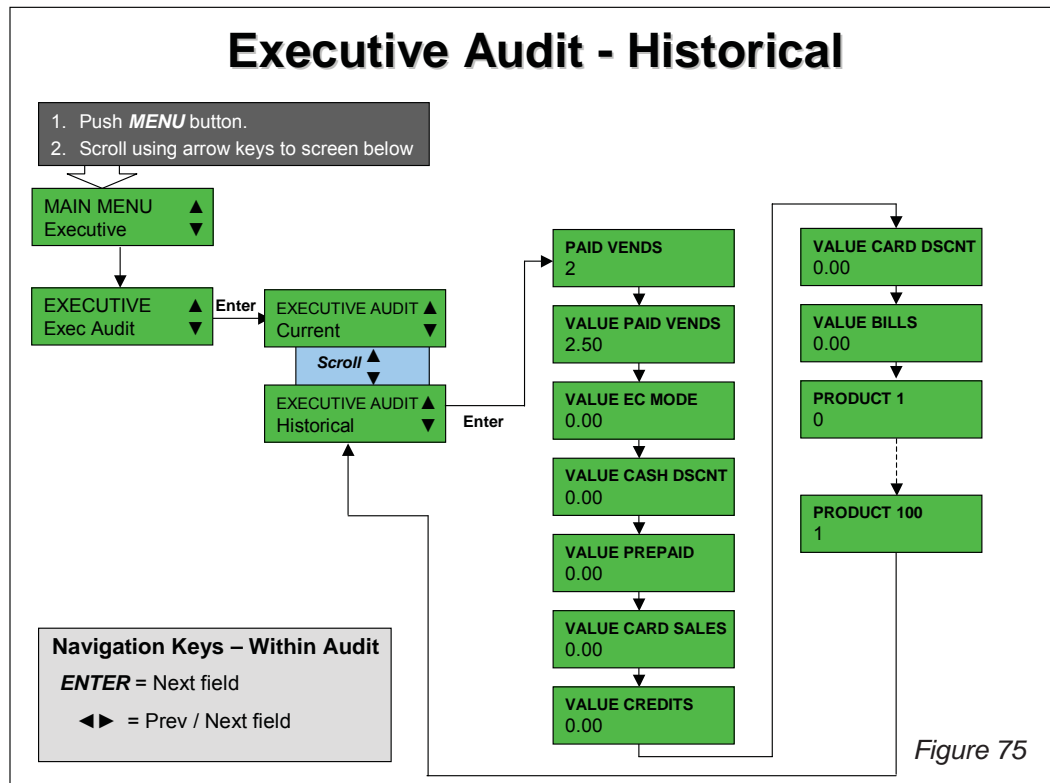 Executive Audit - Historical
1. Push MENU button.
2. Scroll using arrow keys to screen below
MAIN MENU ▲
Executive ▼
EXECUTIVE ▲
Exec Audit ▼
Enter
EXECUTIVE AUDIT ▲
Current ▼
Scroll ▲
▼
EXECUTIVE AUDIT ▲
Historical ▼
Enter
PAID VENDS
2
VALUE PAID VENDS
2.50
VALUE EC MODE
0.00
VALUE CASH DSCNT
0.00
VALUE PREPAID
0.00
VALUE CARD SALES
0.00
VALUE CREDITS
0.00
VALUE CARD DSCNT
0.00
VALUE BILLS
0.00
PRODUCT 1
0
PRODUCT 100
1
Navigation Keys – Within Audit
ENTER = Next field
◄► = Prev / Next field
Figure 75